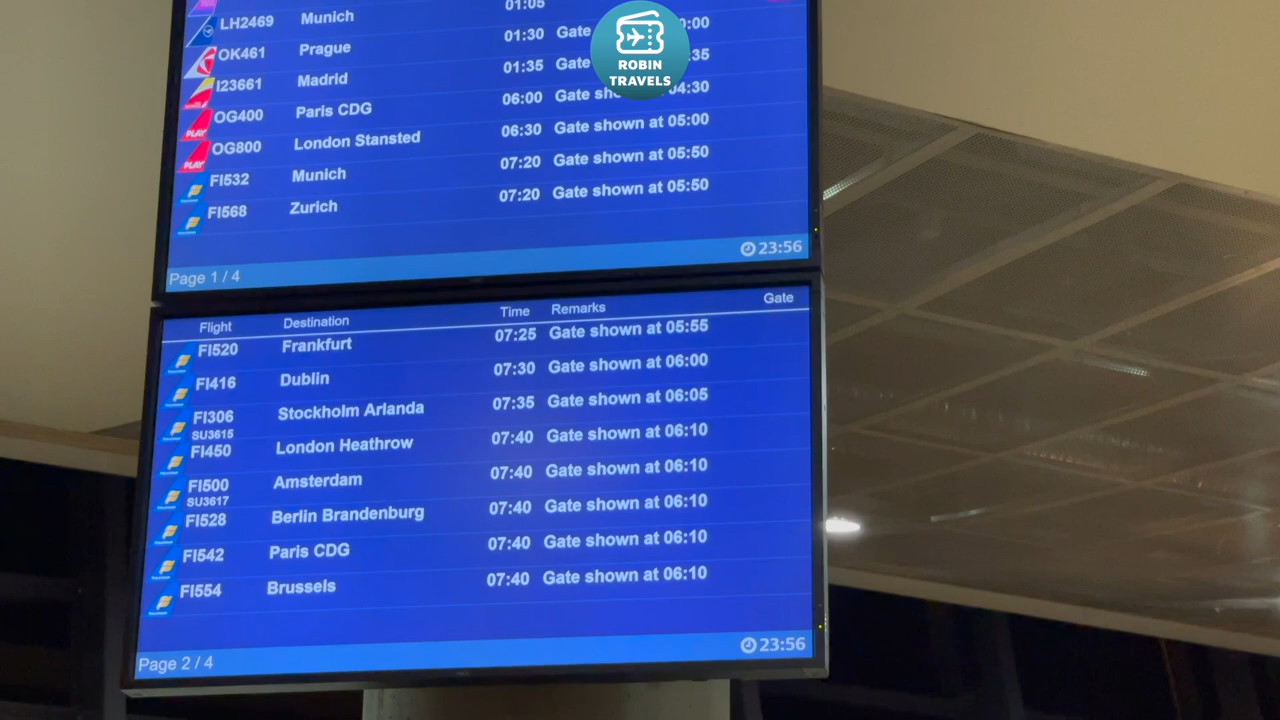 LH2469 Munich 01:05
OK461 Prague 01:30 Gate
I23661 Madrid 01:35 Gate
OG400 Paris CDG 06:00 Gate 04:30
OG800 London Stansted 06:30 Gate shown at 05:00
FI532 Munich 07:20 Gate shown at 05:50
FI568 Zurich 07:20 Gate shown at 05:50
23:56
Page 1 / 4
ROBIN
TRAVELS
Flight Destination Time Remarks Gate
FI520 Frankfurt 07:25 Gate shown at 05:55
FI416 Dublin 07:30 Gate shown at 06:00
FI306 Stockholm Arlanda 07:35 Gate shown at 06:05
SU3615
FI450 London Heathrow 07:40 Gate shown at 06:10
FI500 Amsterdam 07:40 Gate shown at 06:10
SU3617
FI528 Berlin Brandenburg 07:40 Gate shown at 06:10
FI542 Paris CDG 07:40 Gate shown at 06:10
FI554 Brussels 07:40 Gate shown at 06:10
23:56
Page 2 / 4
PLAY
PLAY